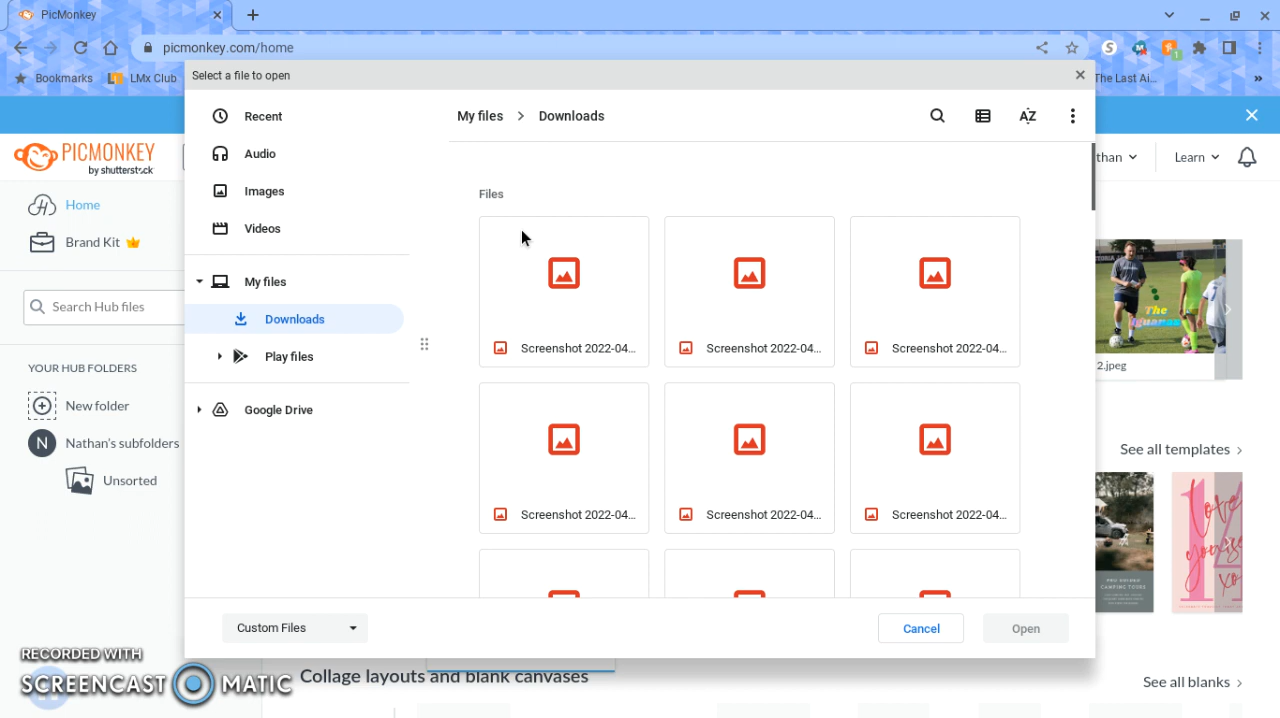 PicMonkey
picmonkey.com/home
Bookmarks
LMx Club
The Last Ai...
Select a file to open
PICMONKEY
by shutterstock
than
Learn
Home
Brand Kit
Search Hub files
YOUR HUB FOLDERS
New folder
N
Nathan's subfolders
Unsorted
Recent
Audio
Images
Videos
My files
Downloads
Play files
Google Drive
My files > Downloads
AZ
Files
Screenshot 2022-04...
Screenshot 2022-04...
Screenshot 2022-04...
Screenshot 2022-04...
Screenshot 2022-04...
Screenshot 2022-04...
Custom Files
Cancel
Open
The
Iguanas
2.jpeg
See all templates
Collage layouts and blank canvases
See all blanks
RECORDED WITH
SCREENCAST MATIC